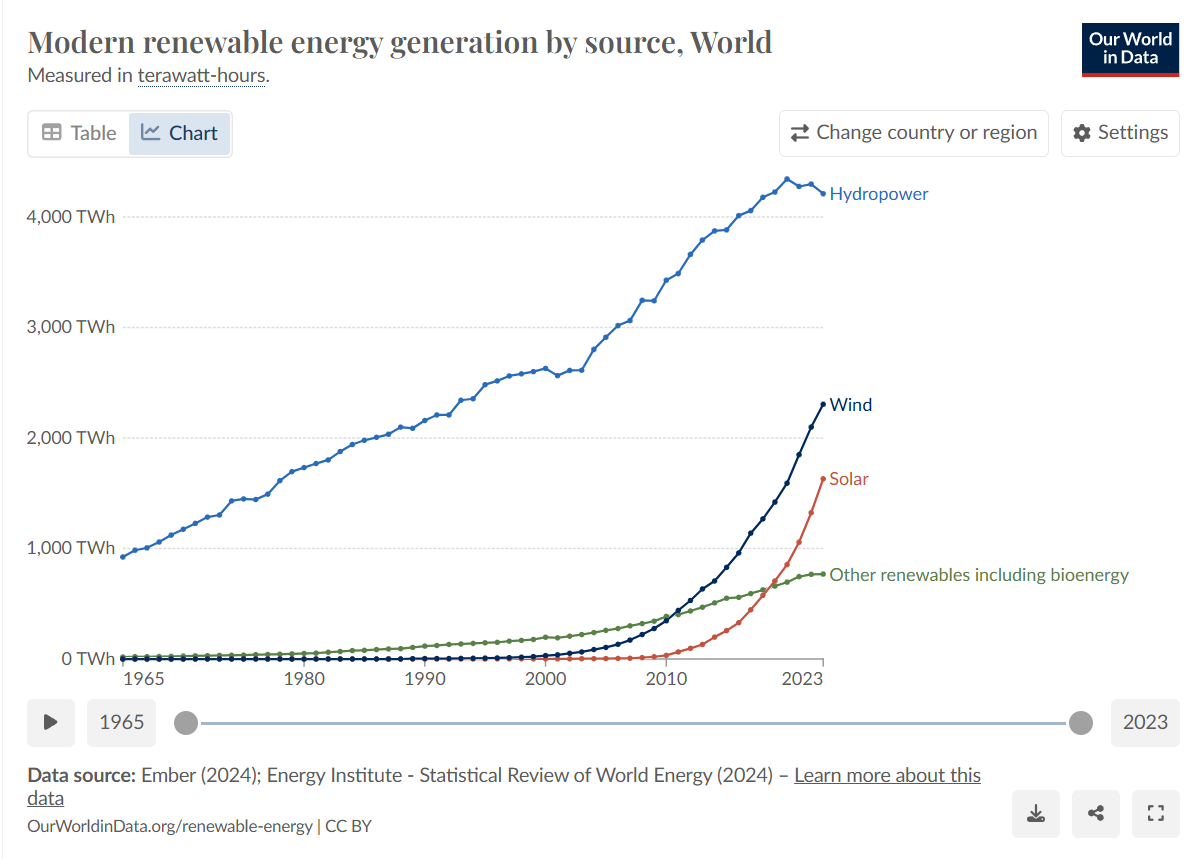 Modern renewable energy generation by source, World
Measured in terawatt-hours.
Our World
in Data
Table
Chart
Change country or region
Settings
4,000 TWh
3,000 TWh
2,000 TWh
1,000 TWh
0 TWh
Hydropower
Wind
Solar
Other renewables including bioenergy
1965
1980
1990
2000
2010
2023
1965
2023
Data source: Ember (2024); Energy Institute - Statistical Review of World Energy (2024) – Learn more about this
data
OurWorldinData.org/renewable-energy | CC BY